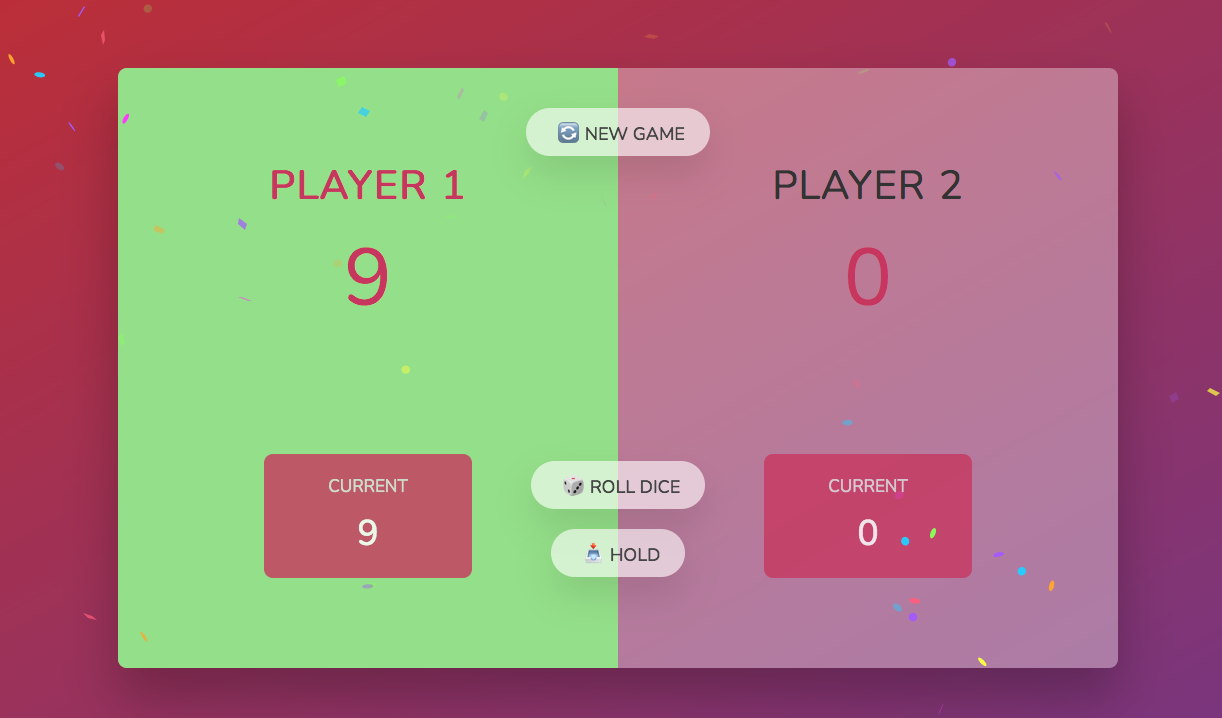 NEW GAME
PLAYER 1
9
CURRENT
9
PLAYER 2
0
CURRENT
0
ROLL DICE
HOLD